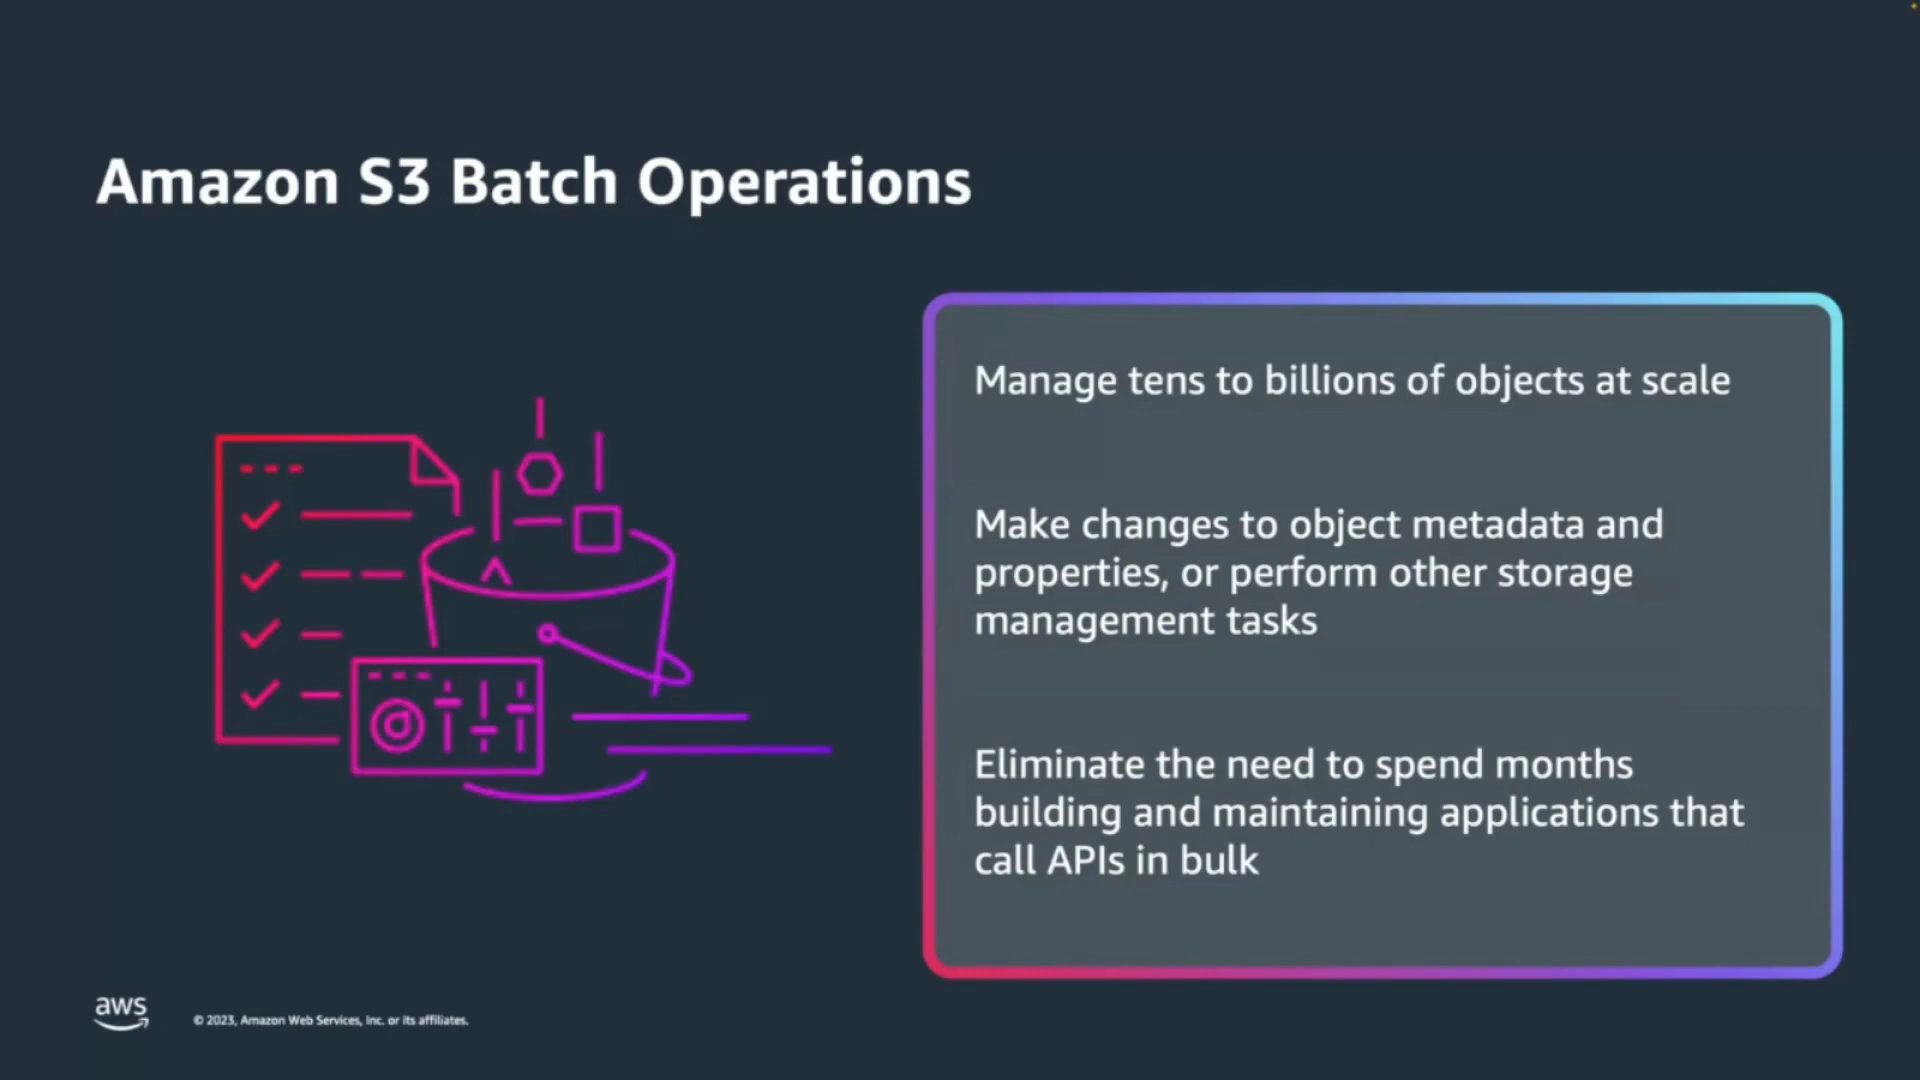 Amazon S3 Batch Operations
Manage tens to billions of objects at scale
Make changes to object metadata and
properties, or perform other storage
management tasks
Eliminate the need to spend months
building and maintaining applications that
call APIs in bulk
aws
© 2023, Amazon Web Services, Inc. or its affiliates.